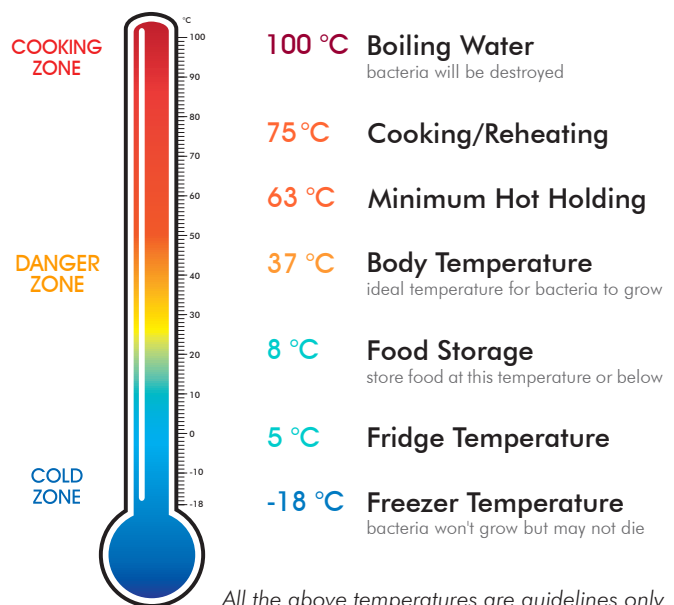 °C
COOKING
ZONE
100
90
80
70
60
50
40
30
20
10
0
-10
-18
DANGER
ZONE
COLD
ZONE
100 °C Boiling Water
bacteria will be destroyed
75 °C Cooking/Reheating
63 °C Minimum Hot Holding
37 °C Body Temperature
ideal temperature for bacteria to grow
8 °C Food Storage
store food at this temperature or below
5 °C Fridge Temperature
-18 °C Freezer Temperature
bacteria won't grow but may not die
All the above temperatures are guidelines only